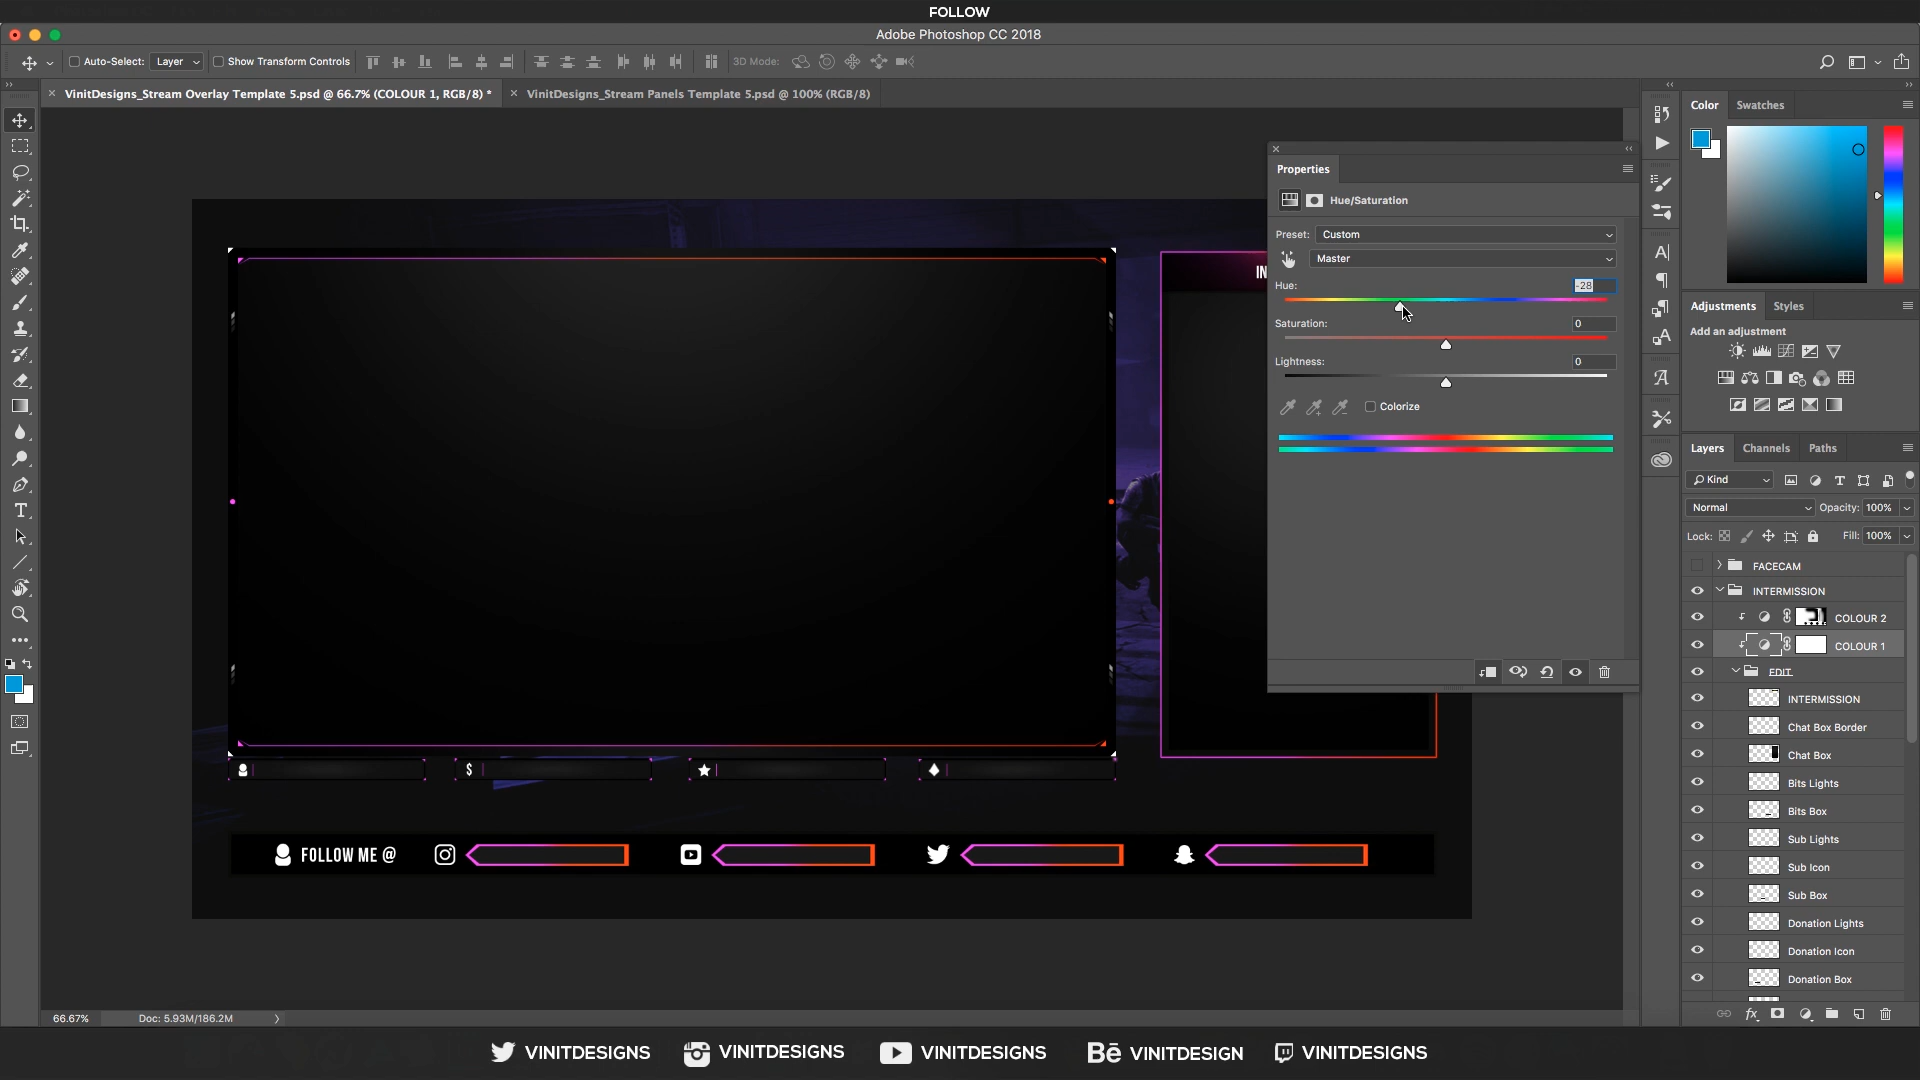 FOLLOW
Adobe Photoshop CC 2018
Auto-Select: Layer Show Transform Controls 3D Mode:
VinitDesigns_Stream Overlay Template 5.psd @ 66.7% (COLOUR 1, RGB/8) * VinitDesigns_Stream Panels Template 5.psd @ 100% (RGB/8)
IN
$
FOLLOW ME @
Properties
Hue/Saturation
Preset: Custom
Master
Hue: -28
Saturation: 0
Lightness: 0
Colorize
Color Swatches
Adjustments Styles
Add an adjustment
Layers Channels Paths
Kind
Normal Opacity: 100%
Lock: Fill: 100%
FACECAM
INTERMISSION
COLOUR 2
COLOUR 1
EDIT
INTERMISSION
Chat Box Border
Chat Box
Bits Lights
Bits Box
Sub Lights
Sub Icon
Sub Box
Donation Lights
Donation Icon
Donation Box
fx
66.67% Doc: 5.93M/186.2M
VINITDESIGNS VINITDESIGNS VINITDESIGNS Bē VINITDESIGN VINITDESIGNS